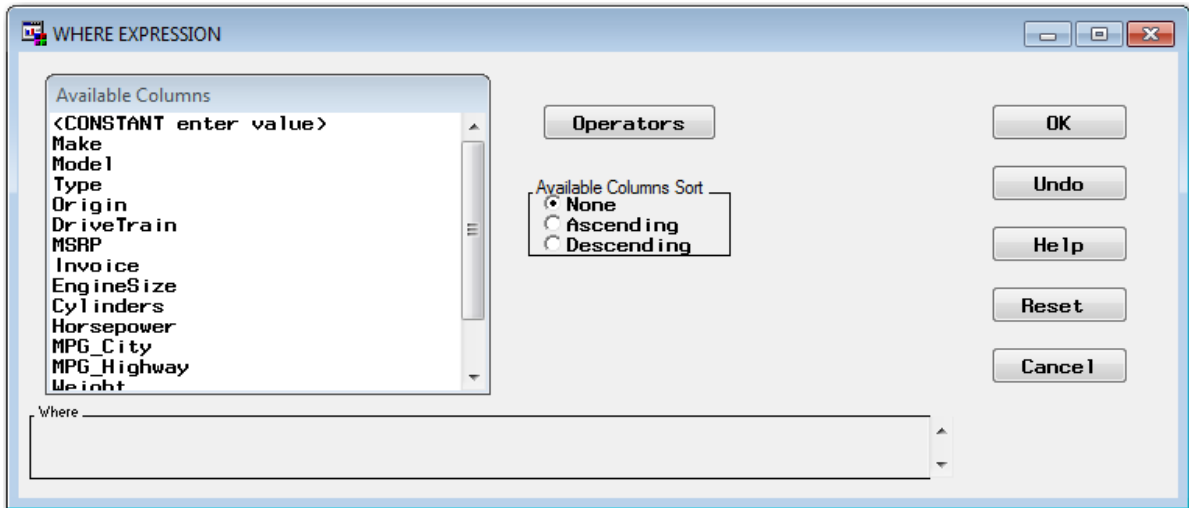 WHERE EXPRESSION
Available Columns
<CONSTANT enter value>
Make
Model
Type
Origin
DriveTrain
MSRP
Invoice
EngineSize
Cylinders
Horsepower
MPG_City
MPG_Highway
Weight
Operators
Available Columns Sort
None
Ascending
Descending
OK
Undo
Help
Reset
Cancel
Where